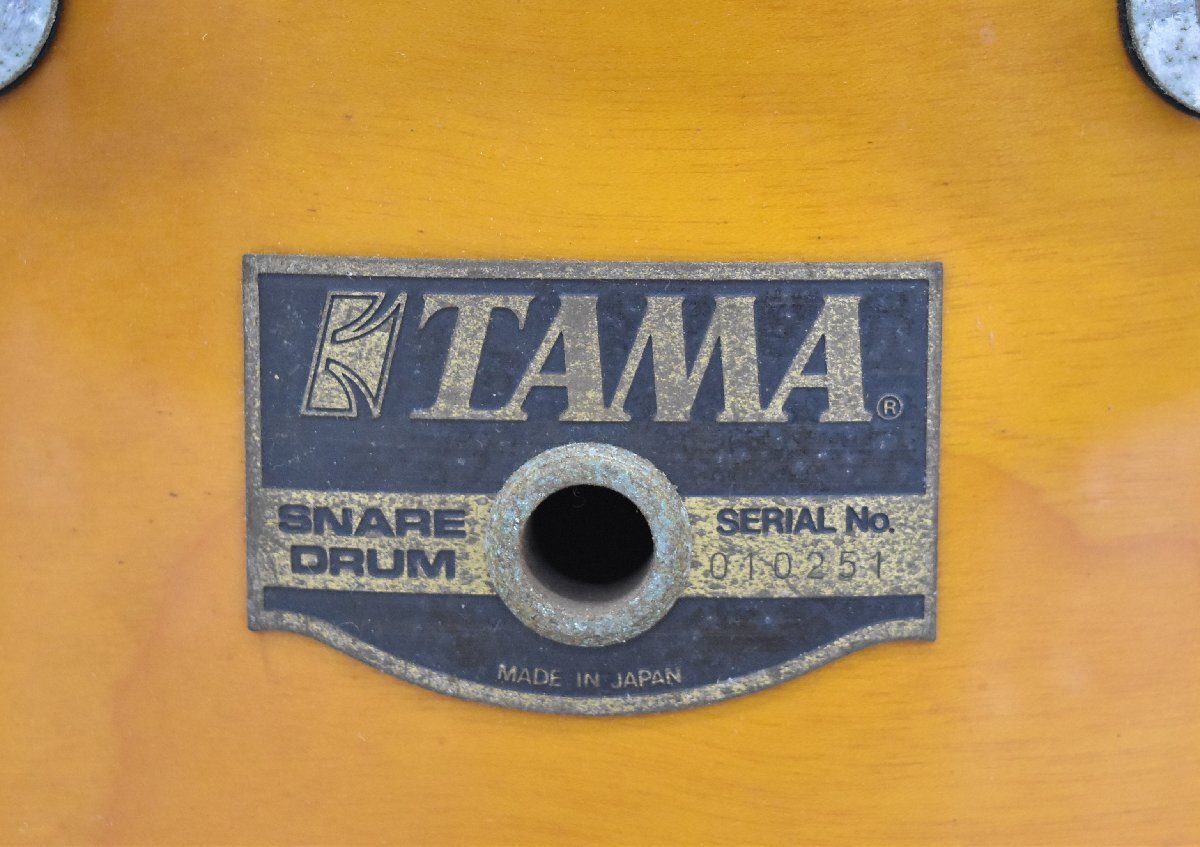 TAMA®
SNARE
DRUM
SERIAL No.
010251
MADE IN JAPAN